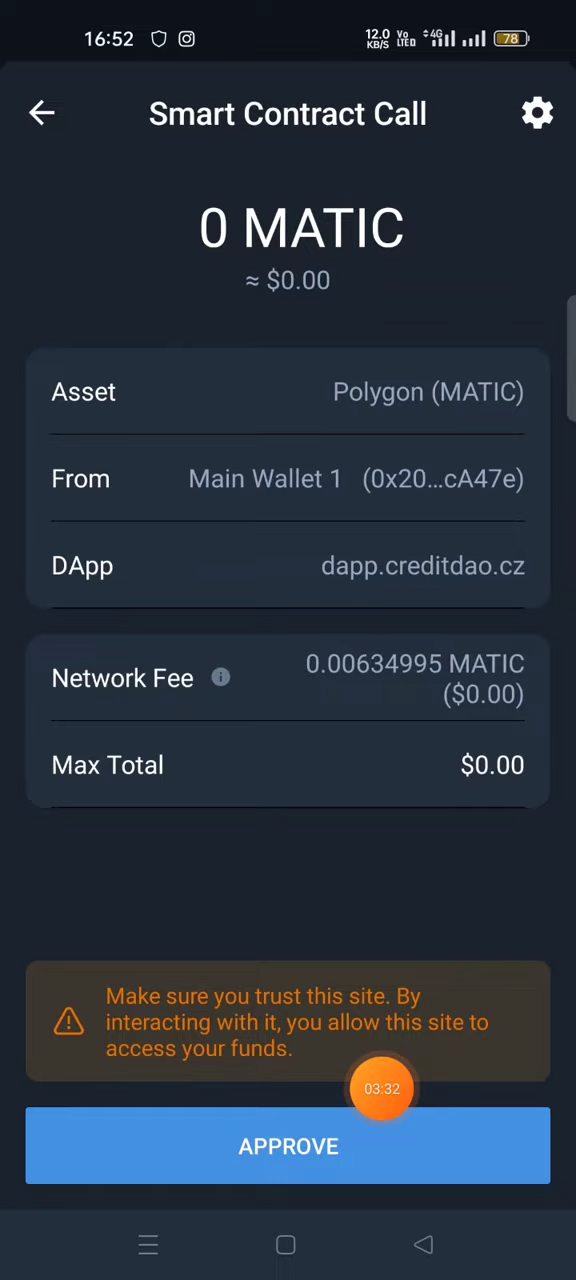 16:52 12.0 KB/S Vo LTED 4G 78
Smart Contract Call
0 MATIC
≈ $0.00
Asset Polygon (MATIC)
From Main Wallet 1 (0x20...cA47e)
DApp dapp.creditdao.cz
Network Fee 0.00634995 MATIC
($0.00)
Max Total $0.00
Make sure you trust this site. By
interacting with it, you allow this site to
access your funds.
03:32
APPROVE